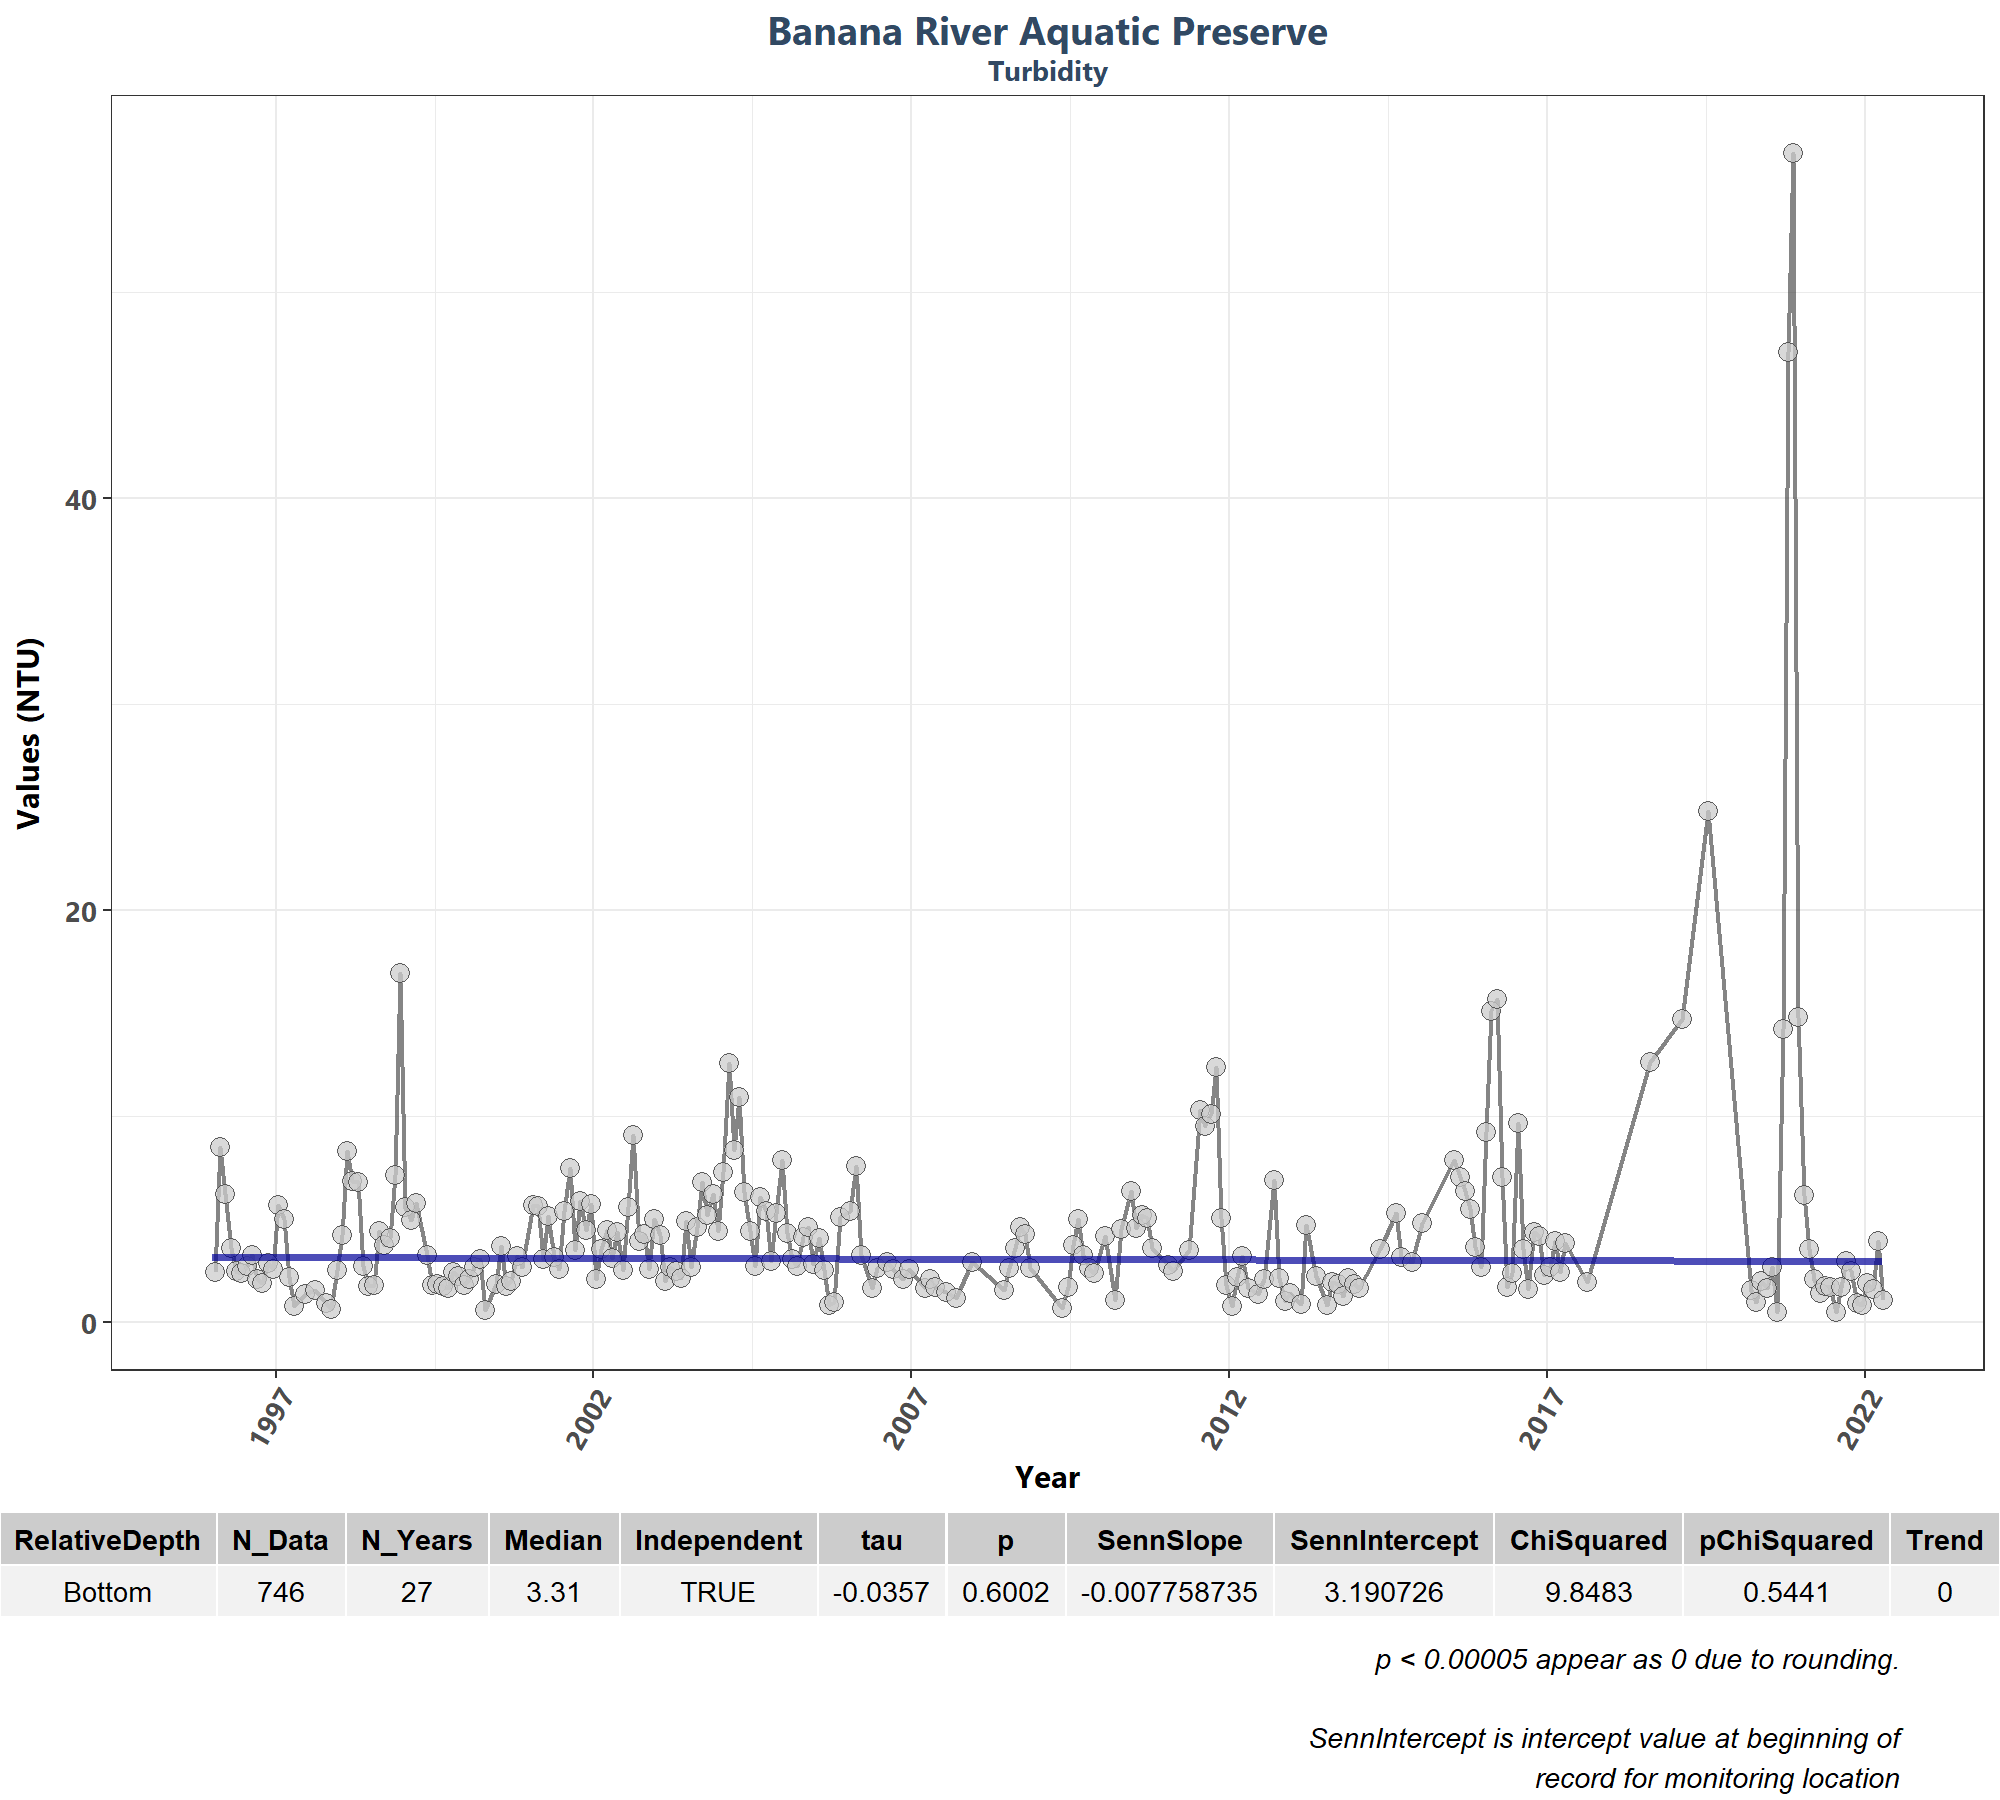 Banana River Aquatic Preserve
Turbidity
Values (NTU)
40
20
0
1997 2002 2007 2012 2017 2022
Year
RelativeDepth N_Data N_Years Median Independent tau p SennSlope SennIntercept ChiSquared pChiSquared Trend
Bottom 746 27 3.31 TRUE -0.0357 0.6002 -0.007758735 3.190726 9.8483 0.5441 0
p < 0.00005 appear as 0 due to rounding.
SennIntercept is intercept value at beginning of
record for monitoring location